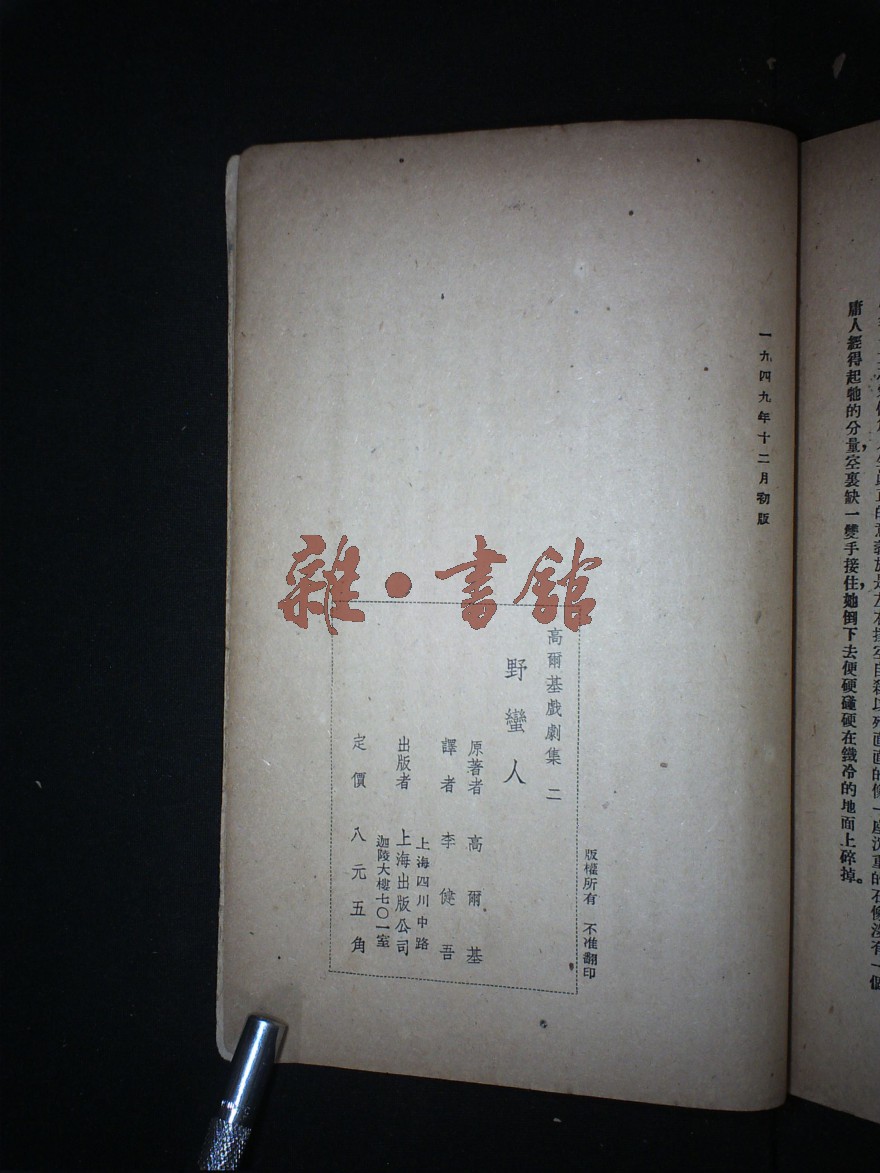 個
庸人經得起牠的分量，空裏缺一雙手接住，她倒下去便硬碰硬在鐵冷的地面上碎掉。
一九四九年十二月初版
雜·書館
版權所有 不准翻印
高爾基戲劇集 二
野蠻人
原著者 高爾基
譯者 李健吾
出版者 上海出版公司
上海四川中路
迦陵大樓七〇一室
定價 八元五角